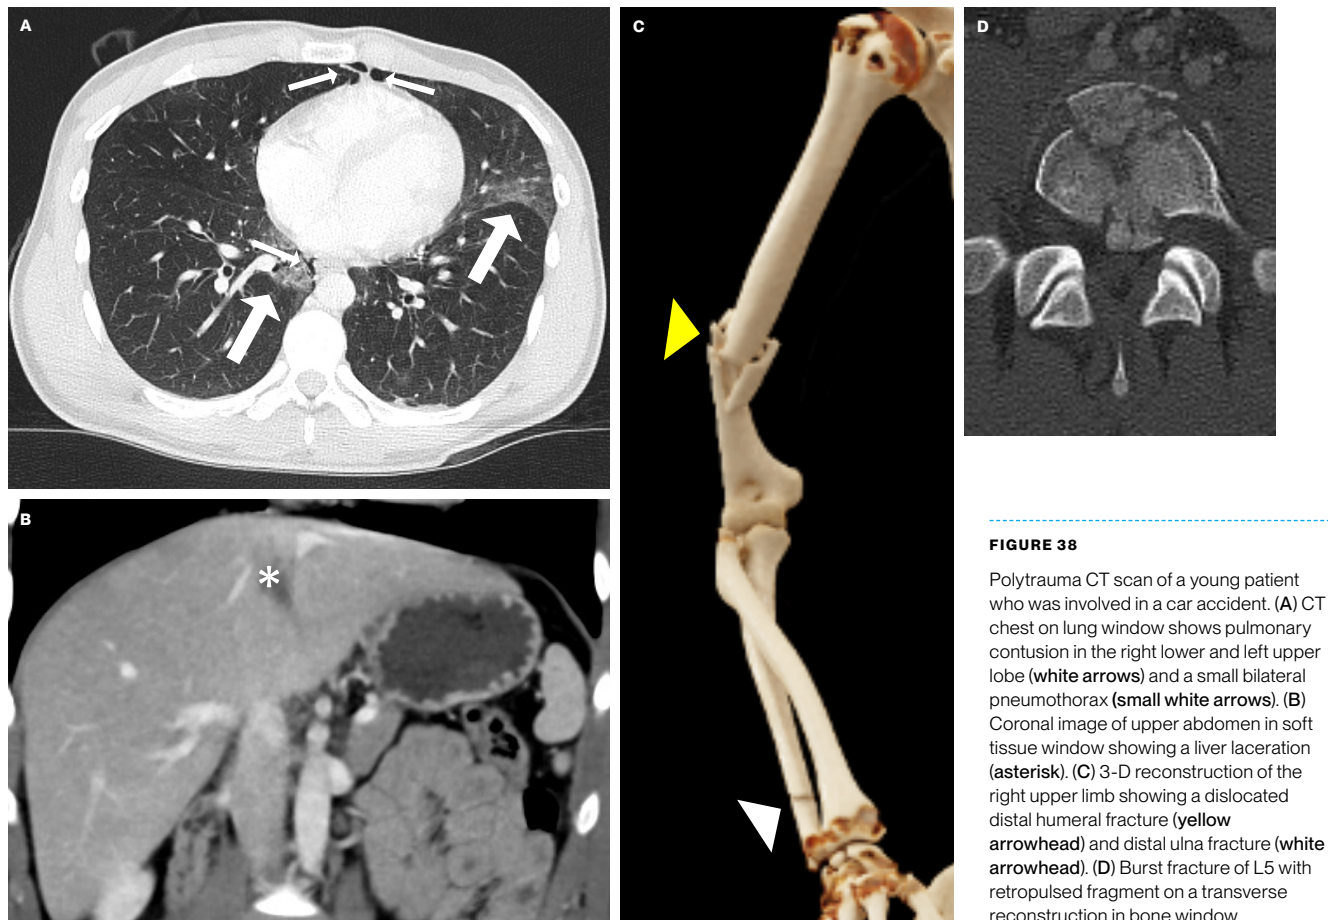 A
B
*
C
D
FIGURE 38
Polytrauma CT scan of a young patient
who was involved in a car accident. (A) CT
chest on lung window shows pulmonary
contusion in the right lower and left upper
lobe (white arrows) and a small bilateral
pneumothorax (small white arrows). (B)
Coronal image of upper abdomen in soft
tissue window showing a liver laceration
(asterisk). (C) 3-D reconstruction of the
right upper limb showing a dislocated
distal humeral fracture (yellow
arrowhead) and distal ulna fracture (white
arrowhead). (D) Burst fracture of L5 with
retropulsed fragment on a transverse
reconstruction in bone window.